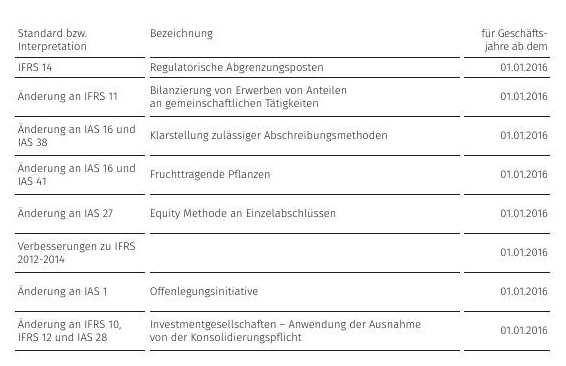 Standard bzw. Bezeichnung für Geschäfts-
Interpretation jahre ab dem
IFRS 14 Regulatorische Abgrenzungsposten 01.01.2016
Änderung an IFRS 11 Bilanzierung von Erwerben von Anteilen 01.01.2016
an gemeinschaftlichen Tätigkeiten
Änderung an IAS 16 und Klarstellung zulässiger Abschreibungsmethoden 01.01.2016
IAS 38
Änderung an IAS 16 und Fruchttragende Pflanzen 01.01.2016
IAS 41
Änderung an IAS 27 Equity Methode an Einzelabschlüssen 01.01.2016
Verbesserungen zu IFRS 01.01.2016
2012-2014
Änderung an IAS 1 Offenlegungsinitiative 01.01.2016
Änderung an IFRS 10, Investmentgesellschaften – Anwendung der Ausnahme 01.01.2016
IFRS 12 und IAS 28 von der Konsolidierungspflicht